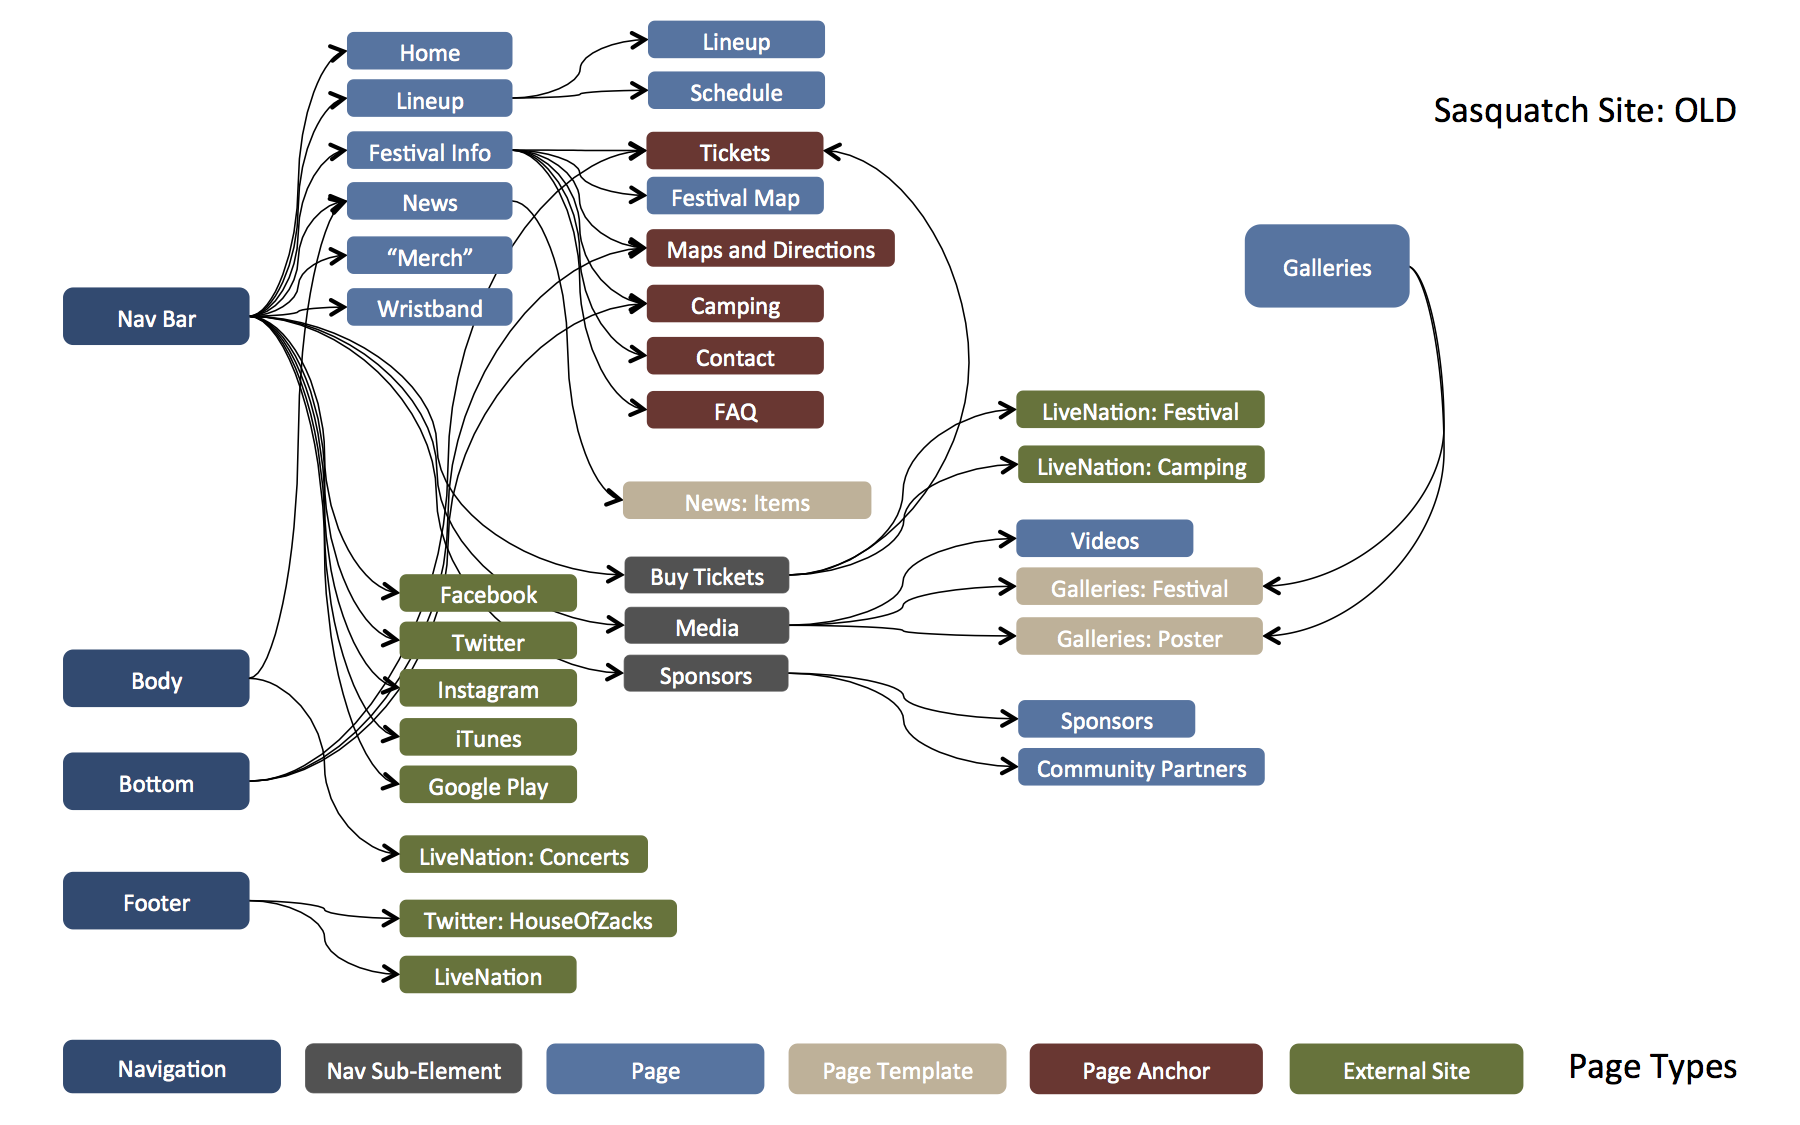 Sasquatch Site: OLD
Home
Lineup
Festival Info
News
“Merch”
Wristband
Lineup
Schedule
Tickets
Festival Map
Maps and Directions
Camping
Contact
FAQ
News: Items
Nav Bar
Body
Bottom
Footer
Facebook
Twitter
Instagram
iTunes
Google Play
LiveNation: Concerts
Twitter: HouseOfZacks
LiveNation
Buy Tickets
Media
Sponsors
Galleries
LiveNation: Festival
LiveNation: Camping
Videos
Galleries: Festival
Galleries: Poster
Sponsors
Community Partners
Navigation
Nav Sub-Element
Page
Page Template
Page Anchor
External Site
Page Types